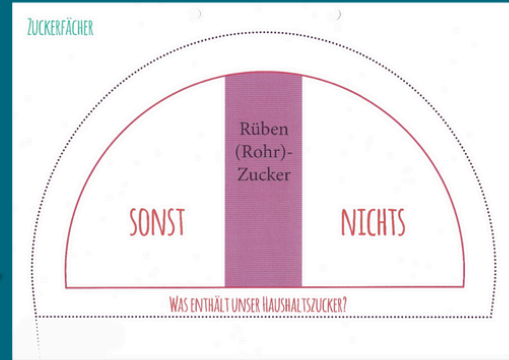 ZUCKERFÄCHER
Rüben
(Rohr)-
Zucker
SONST NICHTS
WAS ENTHÄLT UNSER HAUSHALTSZUCKER?